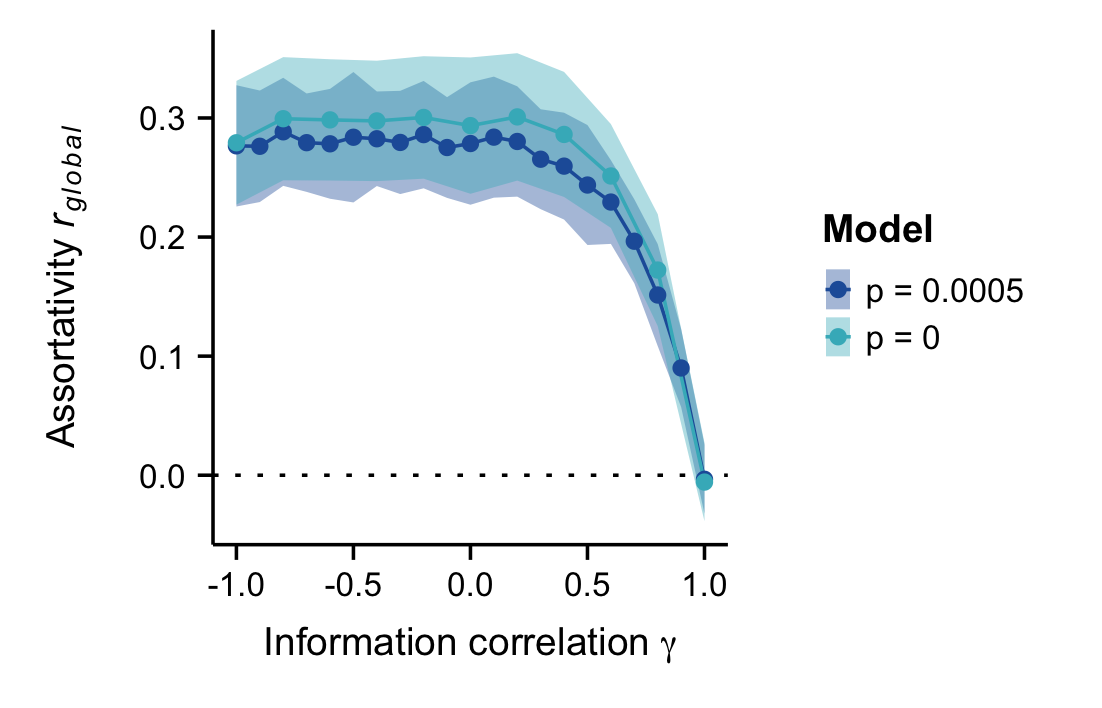 Assortativity r_global
0.3
0.2
0.1
0.0
-1.0 -0.5 0.0 0.5 1.0
Information correlation γ
Model
p = 0.0005
p = 0